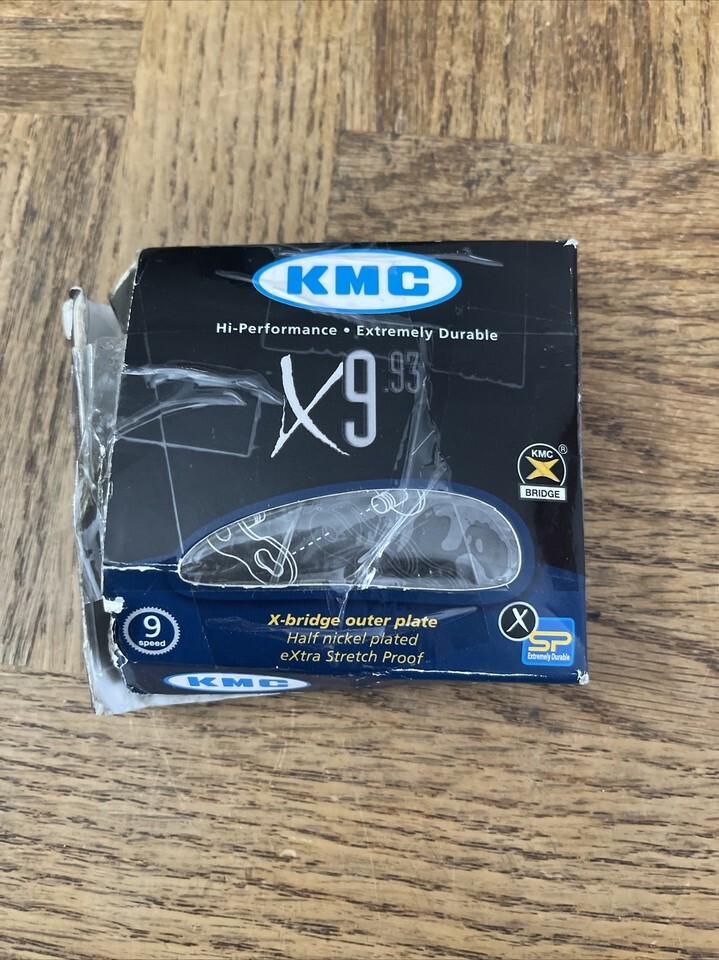 KMC
Hi-Performance • Extremely Durable
X9.93
KMC
®
BRIDGE
9
speed
X-bridge outer plate
Half nickel plated
eXtra Stretch Proof
X
SP
Extremely Durable
KMC